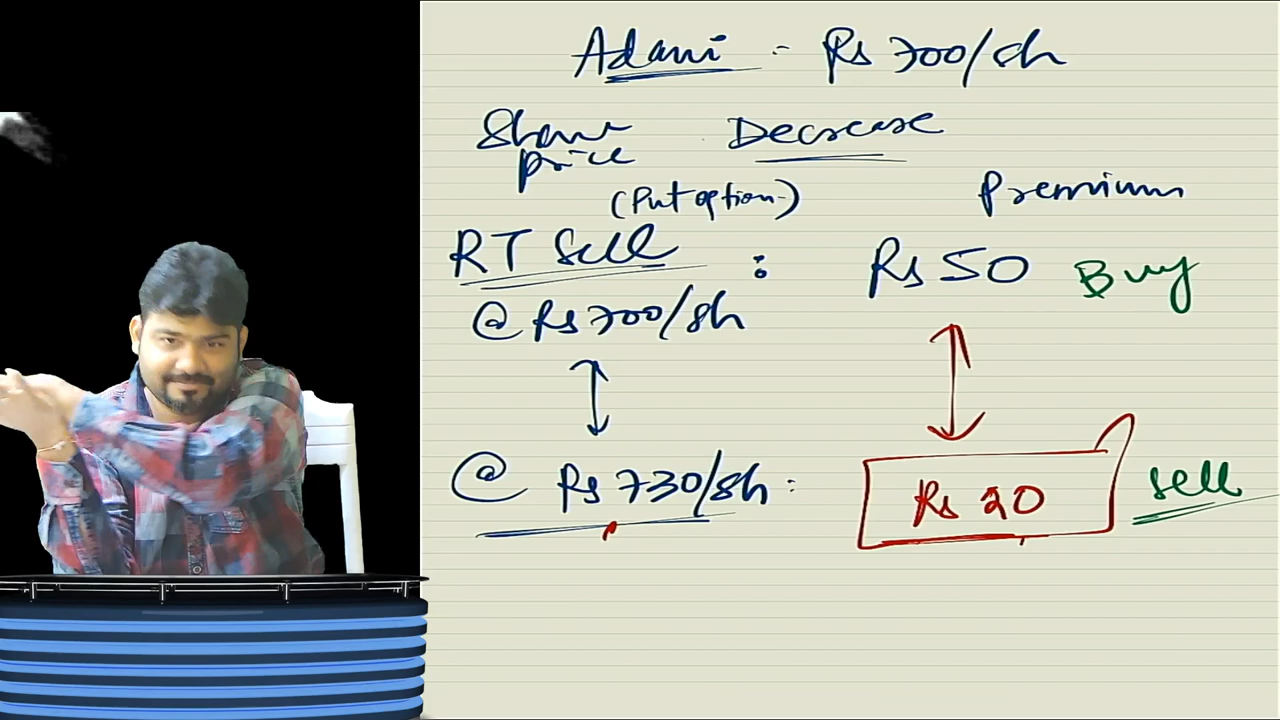 Adani - Rs 700/sh
Share price Decrease
(Put option) Premium
RT Sell : Rs 50 Buy
@ Rs 700/sh
@ Rs 730/sh : Rs 20 Sell